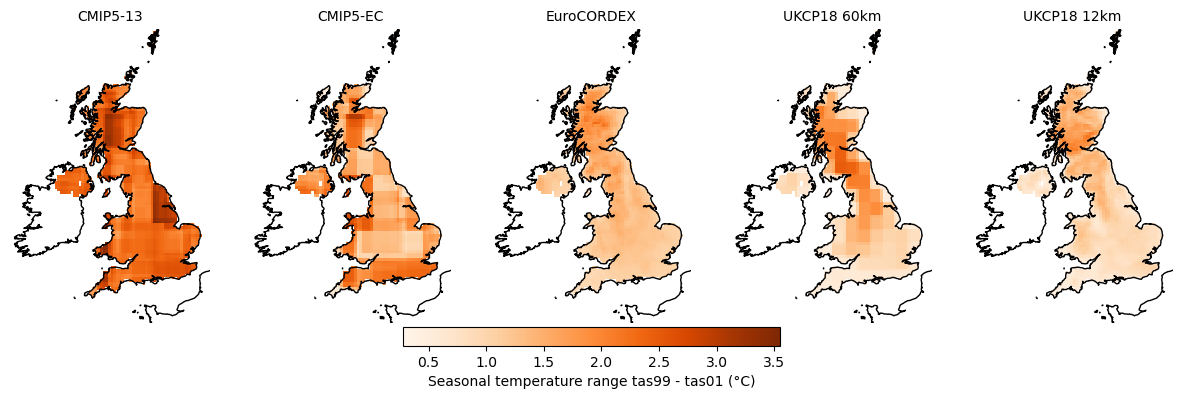 CMIP5-13 CMIP5-EC EuroCORDEX UKCP18 60km UKCP18 12km
0.5 1.0 1.5 2.0 2.5 3.0 3.5
Seasonal temperature range tas99 - tas01 (°C)